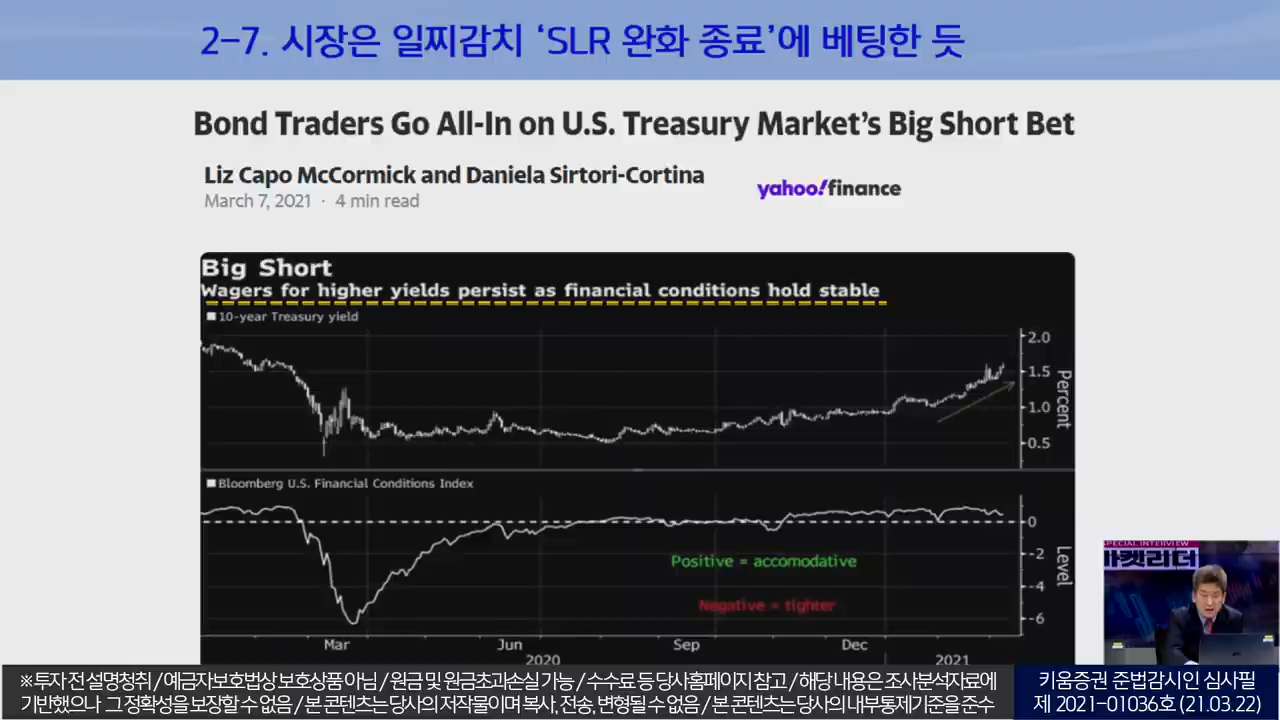 2-7. 시장은 일찌감치 ‘SLR 완화 종료’에 베팅한 듯
Bond Traders Go All-In on U.S. Treasury Market’s Big Short Bet
Liz Capo McCormick and Daniela Sirtori-Cortina
March 7, 2021 · 4 min read
yahoo!finance
Big Short
Wagers for higher yields persist as financial conditions hold stable
10-year Treasury yield
2.0
1.5
1.0
0.5
Percent
Bloomberg U.S. Financial Conditions Index
0
-2
-4
-6
Level
Positive = accomodative
Negative = tighter
Mar Jun Sep Dec
2020 2021
SPECIAL INTERVIEW
마켓리더
※ 투자 전 설명청취 / 예금자보호법상 보호상품 아님 / 원금 및 원금초과손실 가능 / 수수료 등 당사홈페이지 참고 / 해당 내용은 조사분석자료에
기반했으나 그 정확성을 보장할 수 없음 / 본 콘텐츠는 당사의 저작물이며 복사, 전송, 변형될 수 없음 / 본 콘텐츠는 당사의 내부통제기준을 준수
키움증권 준법감시인 심사필
제 2021-01036호 (21.03.22)